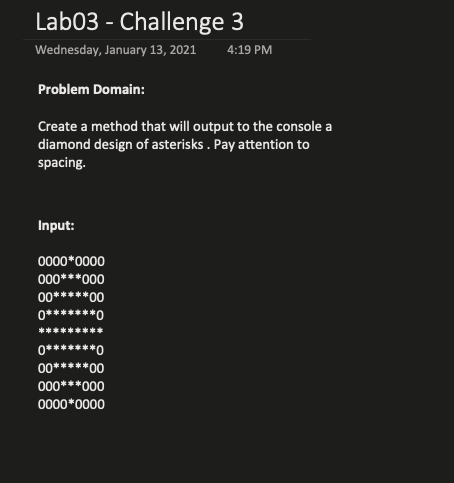 Lab03 - Challenge 3
Wednesday, January 13, 2021 4:19 PM
Problem Domain:
Create a method that will output to the console a
diamond design of asterisks . Pay attention to
spacing.
Input:
0000*0000
000***000
00*****00
0*******0
*********
0*******0
00*****00
000***000
0000*0000